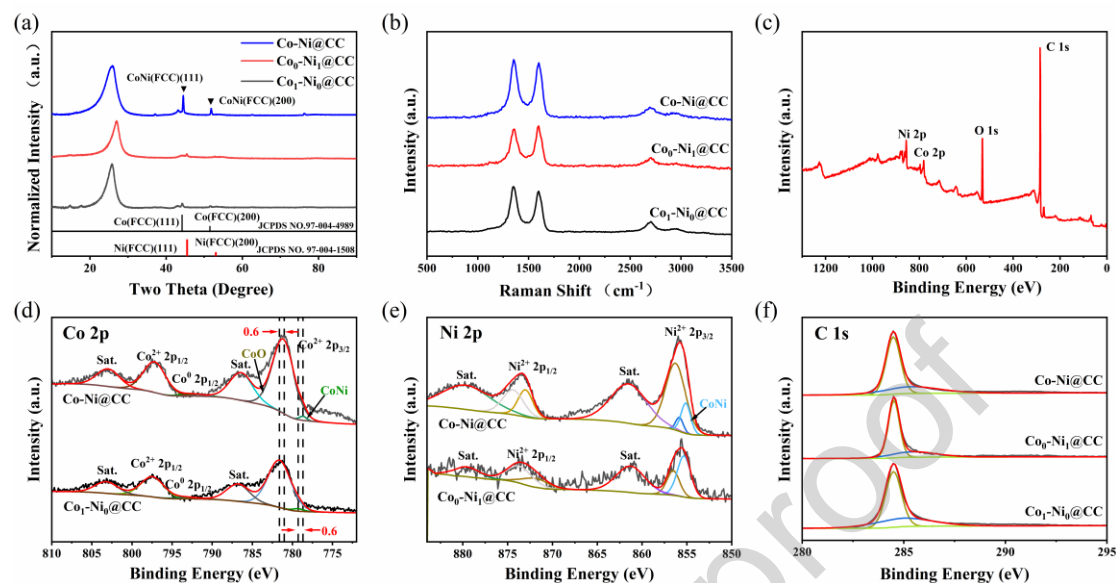 (a)
Normalized Intensity (a.u.)
Co-Ni@CC
Co₀-Ni₁@CC
Co₁-Ni₀@CC
CoNi(FCC)(111)
CoNi(FCC)(200)
Co(FCC)(111)
Co(FCC)(200)
JCPDS NO.97-004-4989
Ni(FCC)(111)
Ni(FCC)(200)
JCPDS NO. 97-004-1508
20 40 60 80
Two Theta (Degree)
(b)
Intensity (a.u.)
Co-Ni@CC
Co₀-Ni₁@CC
Co₁-Ni₀@CC
500 1000 1500 2000 2500 3000 3500
Raman Shift （cm⁻¹）
(c)
Intensity (a.u.)
C 1s
Ni 2p
O 1s
Co 2p
1200 1000 800 600 400 200 0
Binding Energy (eV)
(d)
Intensity (a.u.)
Co 2p
0.6
Sat.
Co²⁺ 2p₁/₂
Co⁰ 2p₁/₂
Sat.
CoO
Co²⁺ 2p₃/₂
CoNi
Co-Ni@CC
Sat.
Co²⁺ 2p₁/₂
Co⁰ 2p₁/₂
Sat.
Co₁-Ni₀@CC
0.6
810 805 800 795 790 785 780 775
Binding Energy (eV)
(e)
Intensity (a.u.)
Ni 2p
Ni²⁺ 2p₃/₂
Sat.
Ni²⁺ 2p₁/₂
Sat.
CoNi
Co-Ni@CC
Sat.
Ni²⁺ 2p₁/₂
Sat.
Co₀-Ni₁@CC
880 875 870 865 860 855 850
Binding Energy (eV)
(f)
Intensity (a.u.)
C 1s
Co-Ni@CC
Co₀-Ni₁@CC
Co₁-Ni₀@CC
280 285 290 295
Binding Energy (eV)
proof